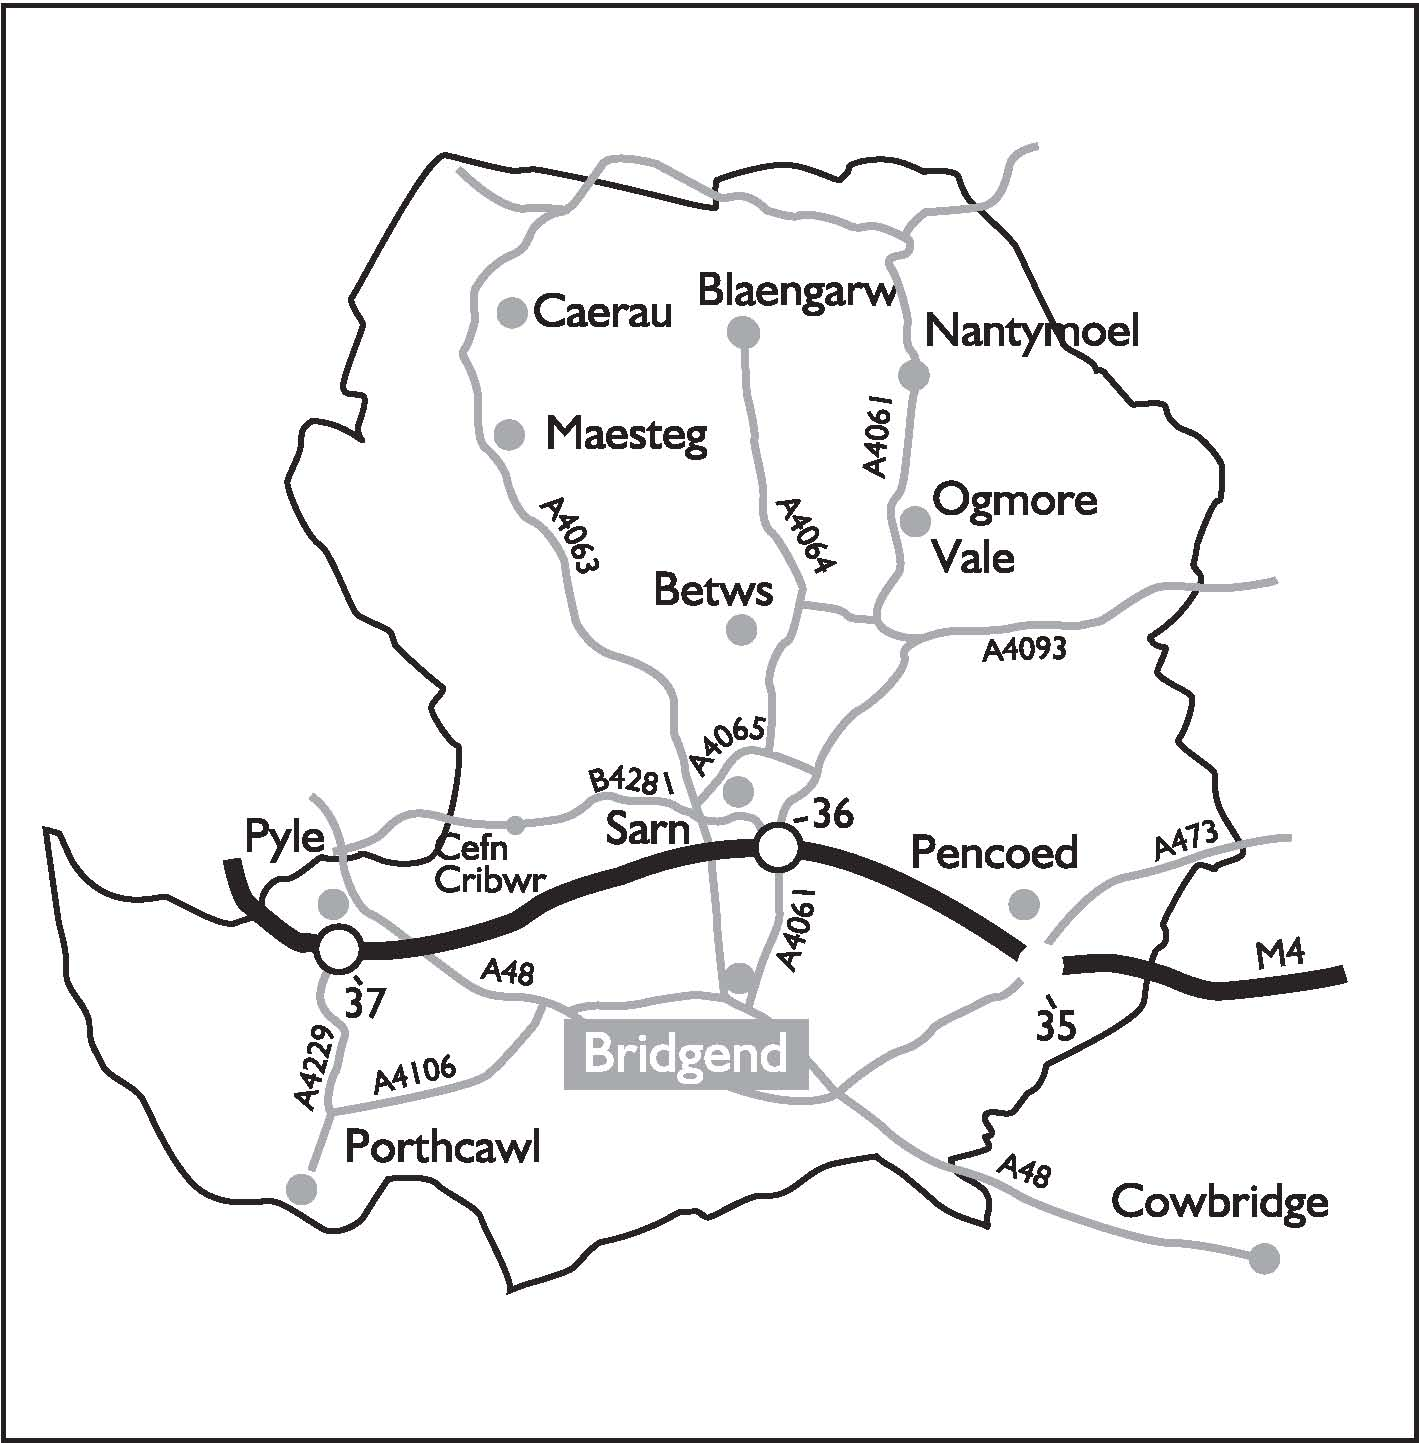 Blaengarw
Caerau
Nantymoel
A4061
Maesteg
Ogmore
Vale
A4063
A4064
Betws
A4093
A4065
B4281
36
Sarn
Pyle
Cefn
Cribwr
Pencoed
A473
A4061
M4
A48
37
35
Bridgend
A4229
A4106
Porthcawl
A48
Cowbridge